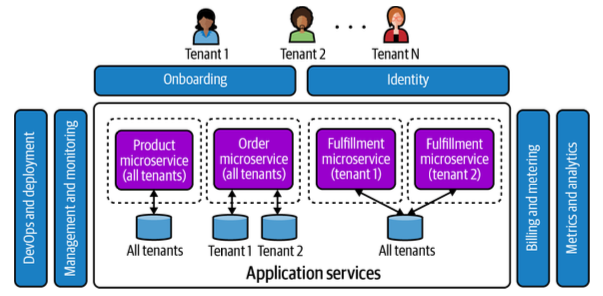 Tenant 1
Tenant 2
Tenant N
Onboarding
Identity
DevOps and deployment
Management and monitoring
Product
microservice
(all tenants)
Order
microservice
(all tenants)
Fulfillment
microservice
(tenant 1)
Fulfillment
microservice
(tenant 2)
All tenants
Tenant 1
Tenant 2
All tenants
Application services
Billing and metering
Metrics and analytics